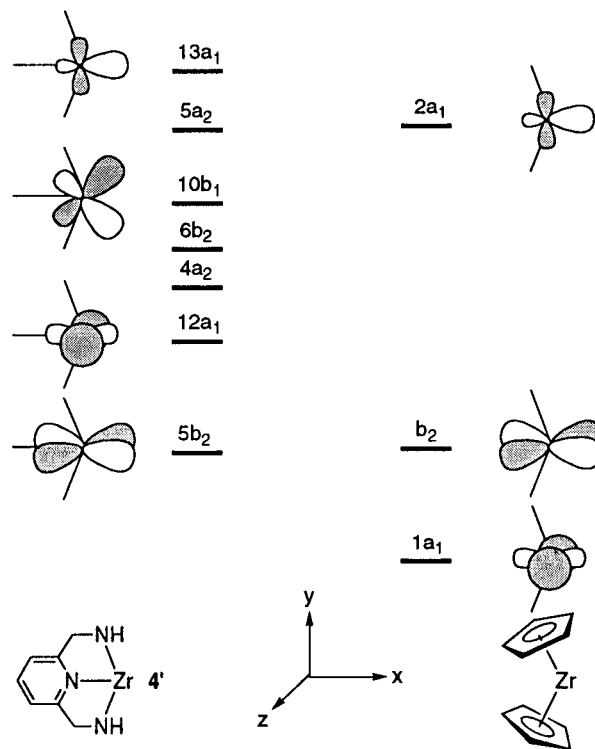 13a₁
5a₂
10b₁
6b₂
4a₂
12a₁
5b₂
2a₁
b₂
1a₁
NH
N
Zr 4'
NH
y
x
z
Zr